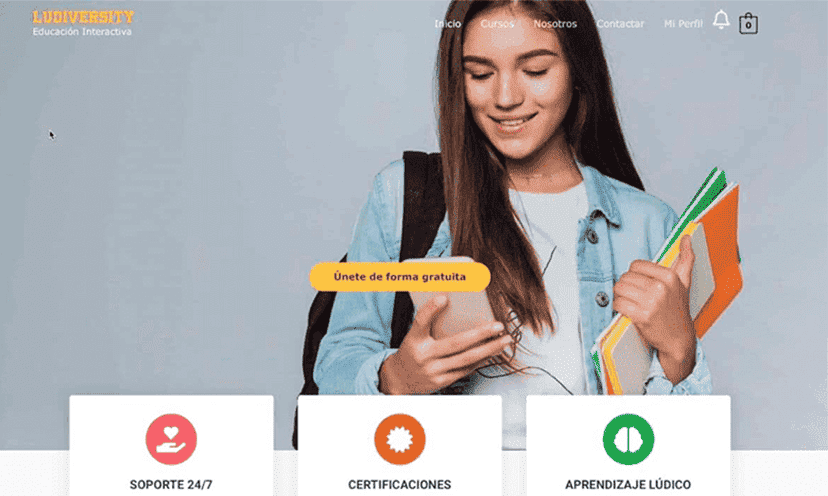 LUDIVERSITY
Educación Interactiva
Inicio Cursos Nosotros Contactar Mi Perfil 0
Únete de forma gratuita
SOPORTE 24/7 CERTIFICACIONES APRENDIZAJE LÚDICO